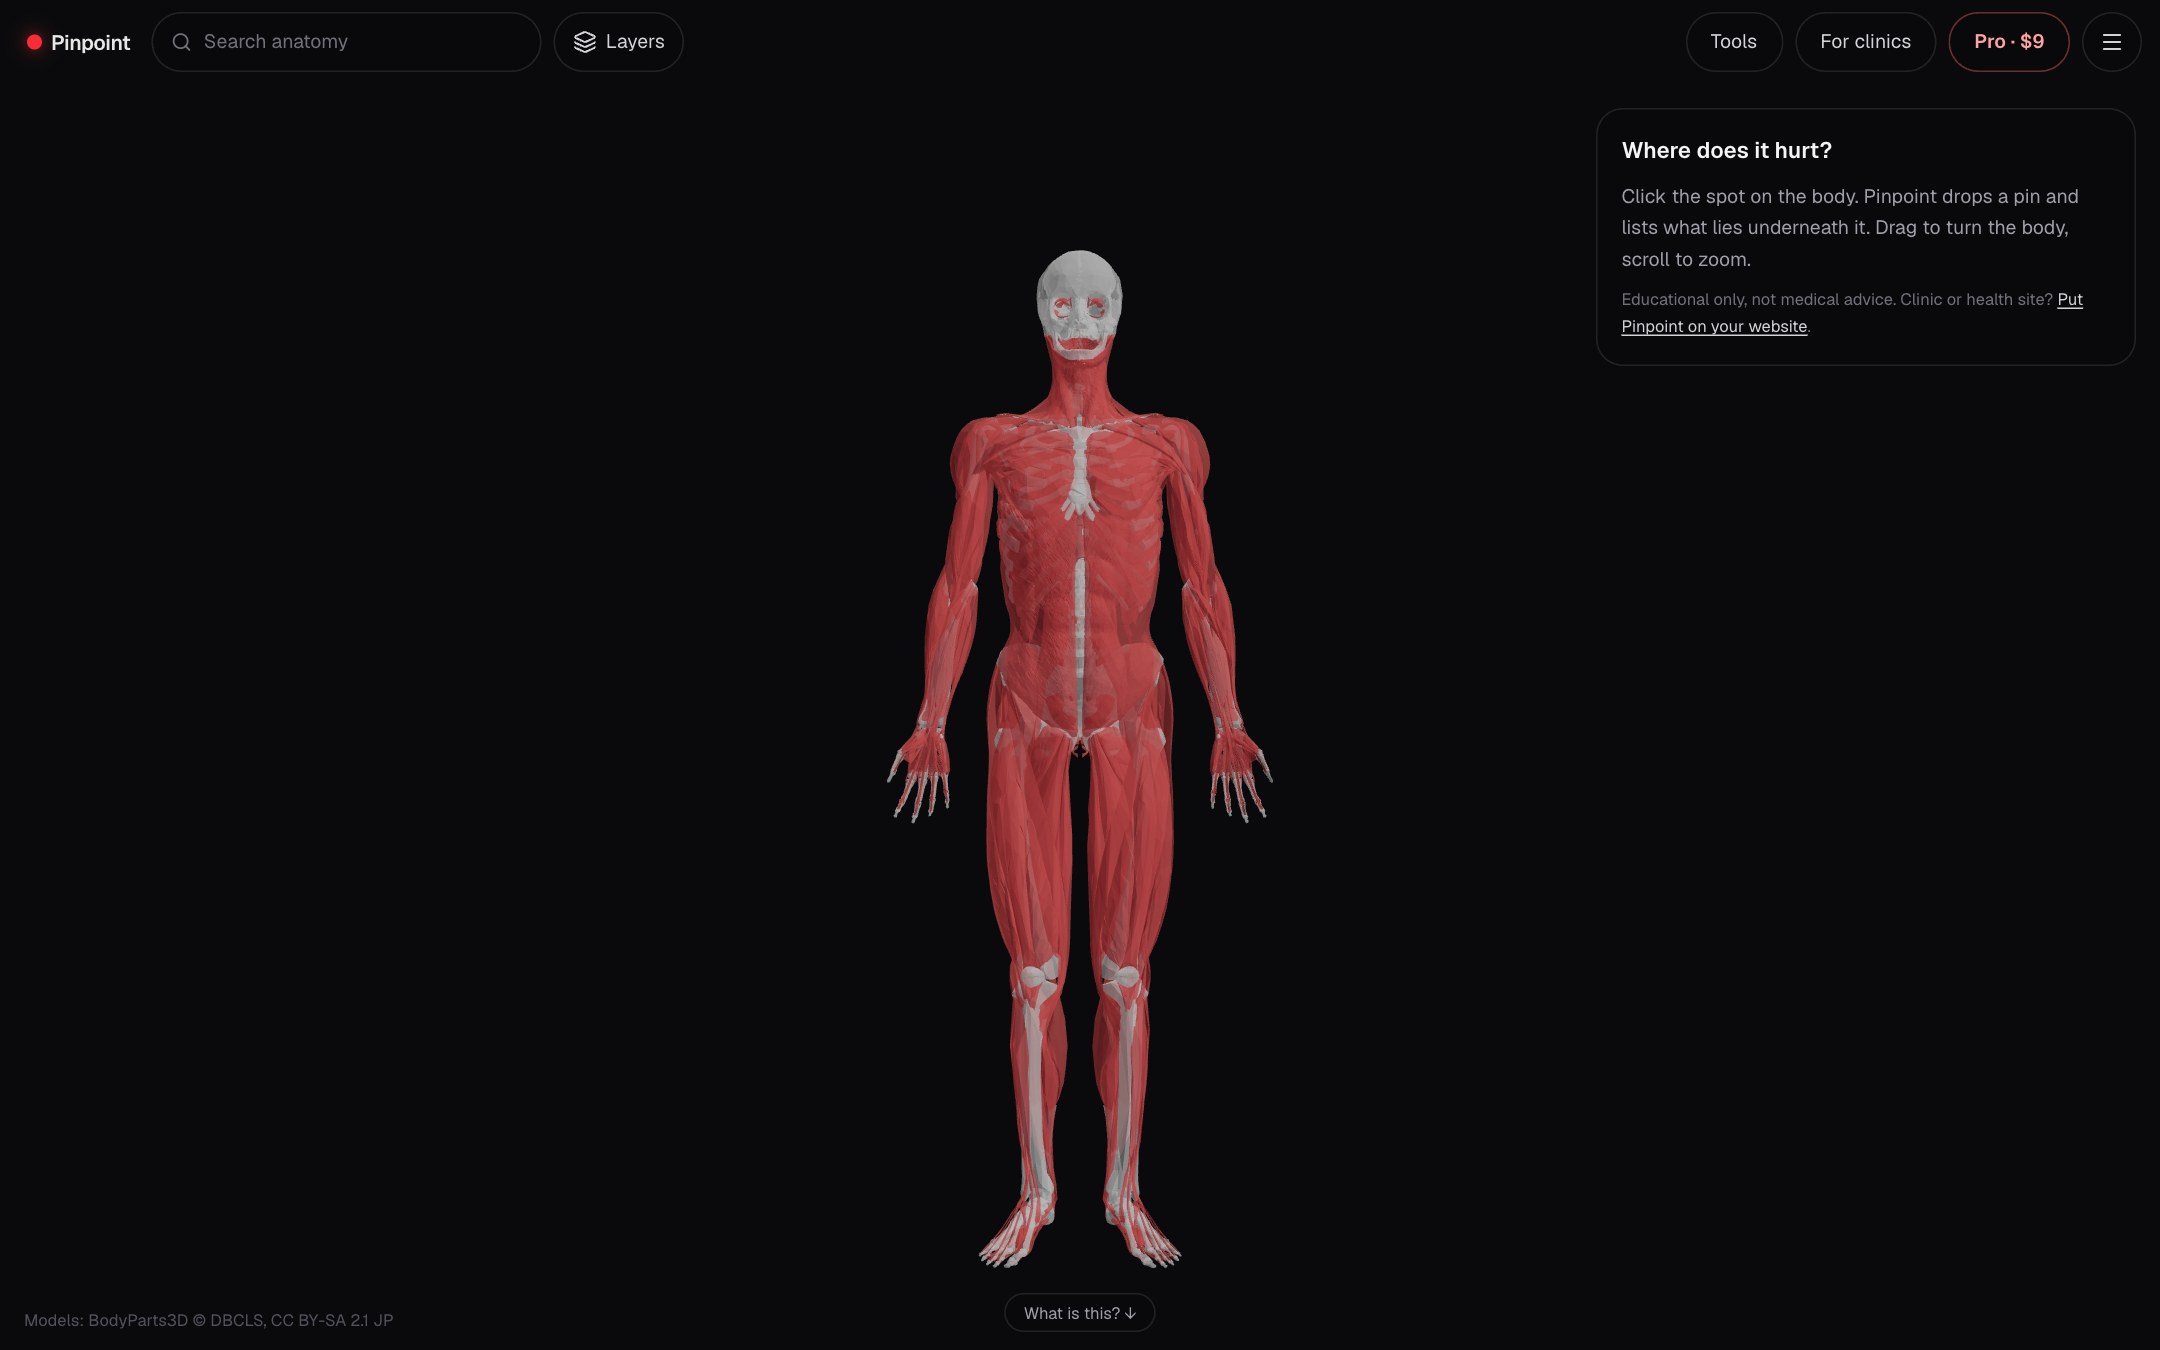 Pinpoint
Search anatomy
Layers
Tools
For clinics
Pro · $9
Where does it hurt?
Click the spot on the body. Pinpoint drops a pin and
lists what lies underneath it. Drag to turn the body,
scroll to zoom.
Educational only, not medical advice. Clinic or health site? Put
Pinpoint on your website.
What is this? ↓
Models: BodyParts3D © DBCLS, CC BY-SA 2.1 JP